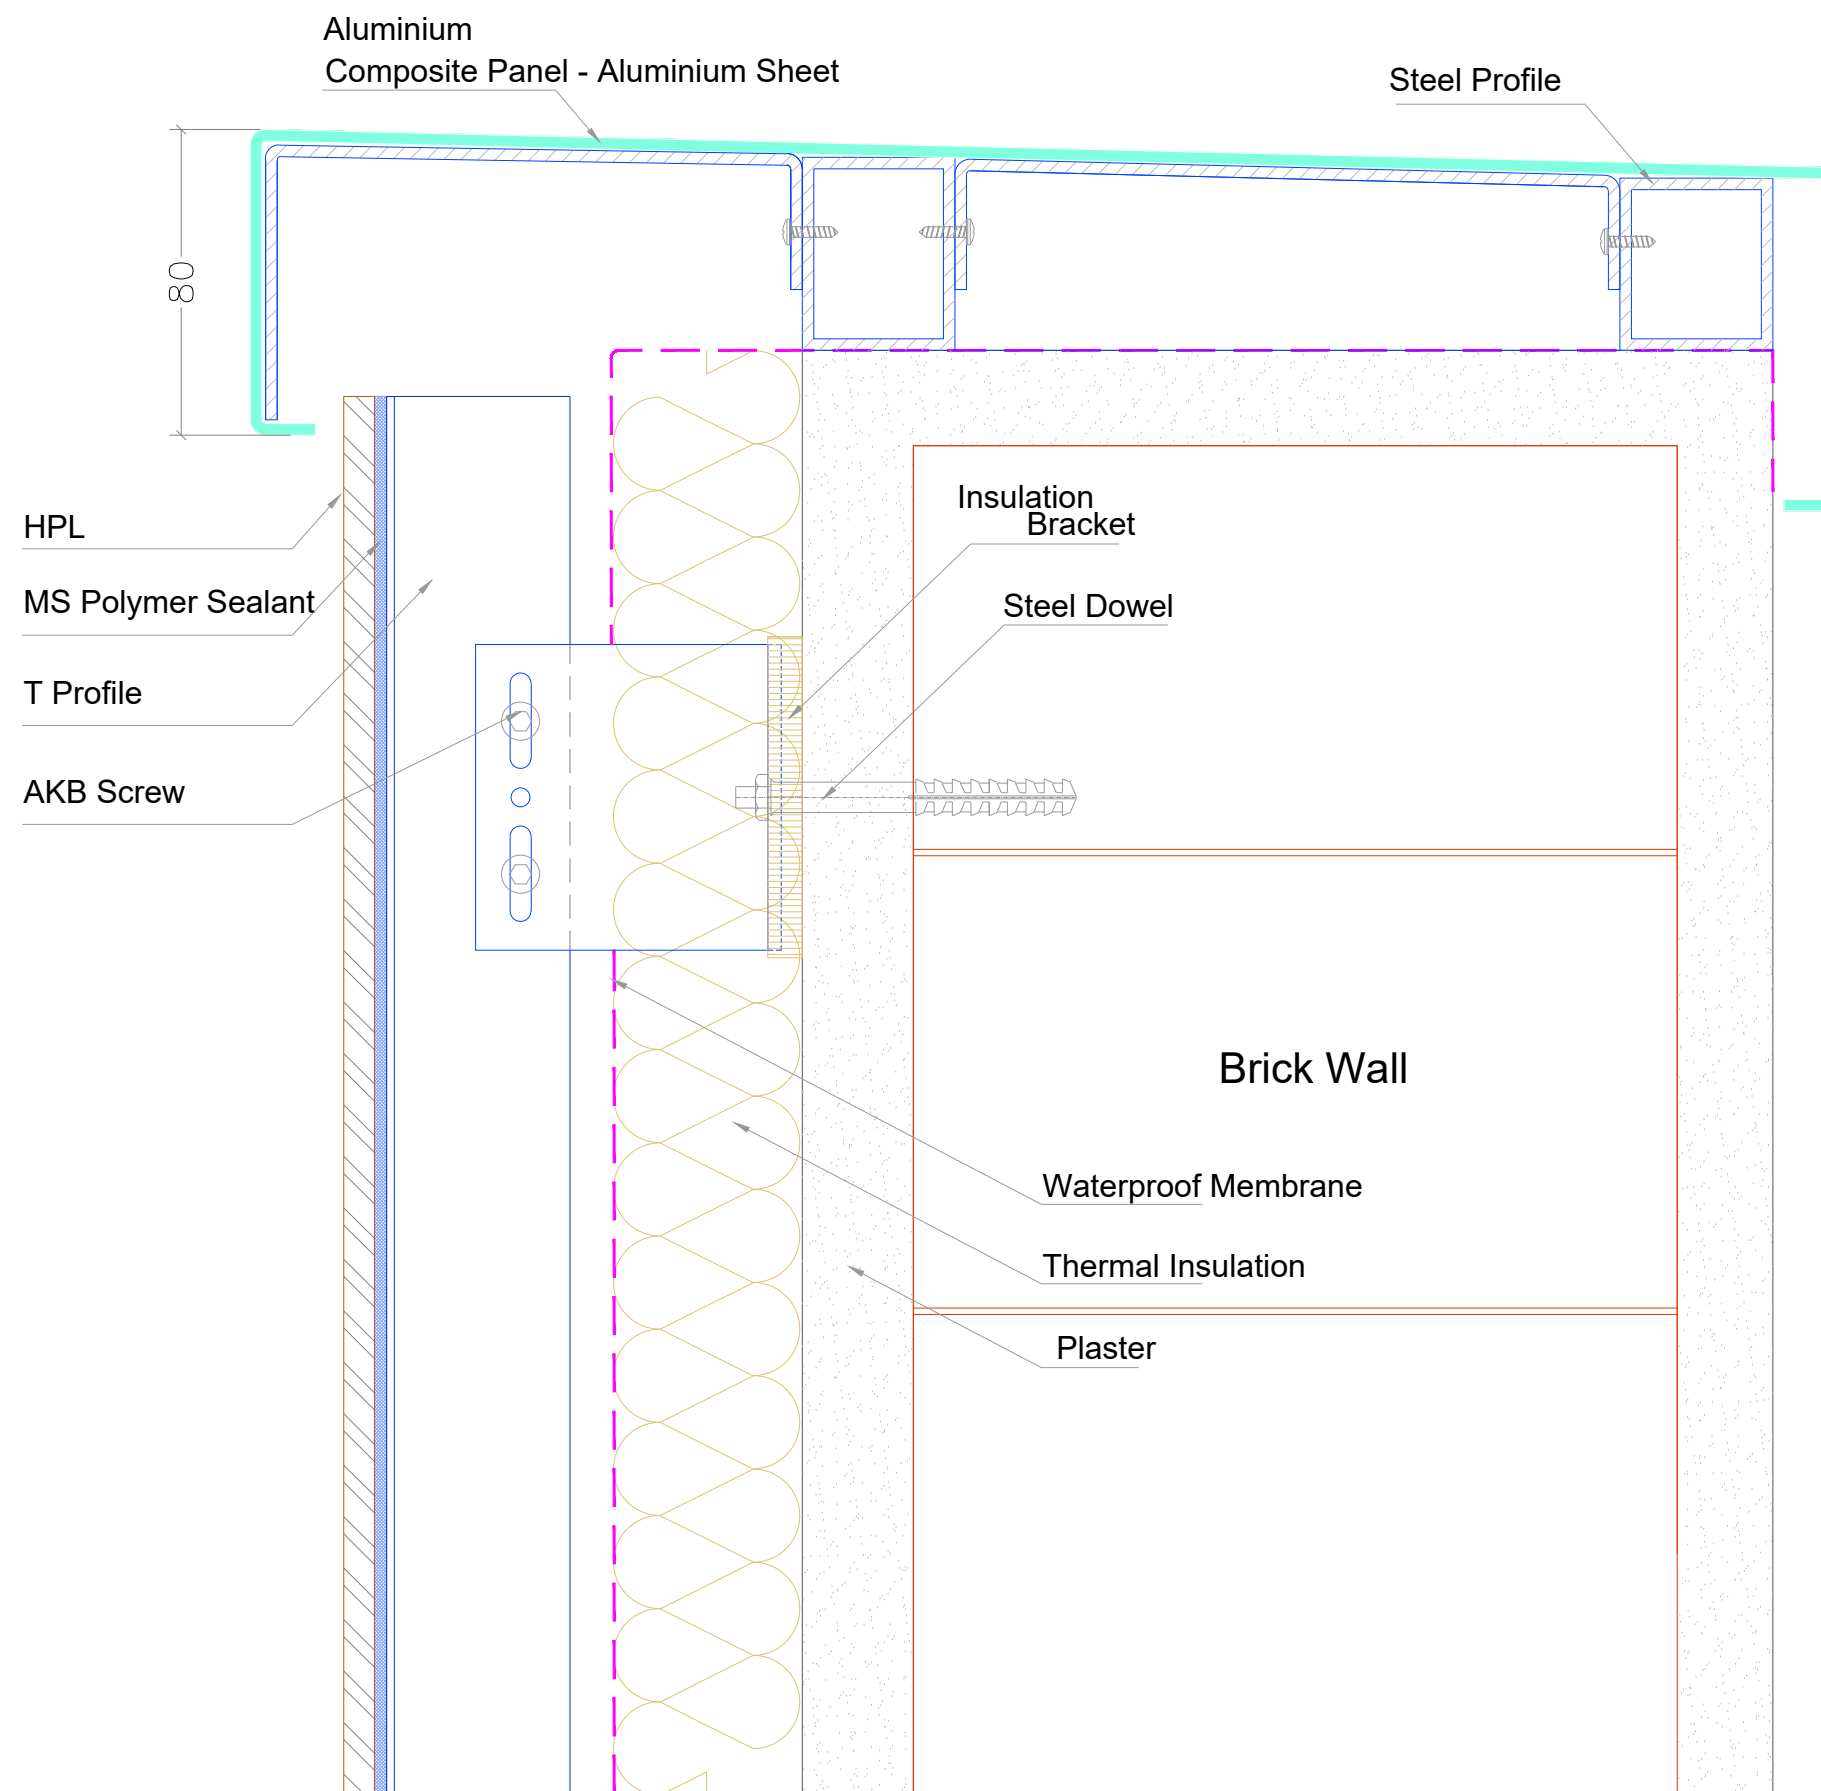 Aluminium
Composite Panel - Aluminium Sheet
Steel Profile
80
HPL
MS Polymer Sealant
T Profile
AKB Screw
Insulation
Bracket
Steel Dowel
Brick Wall
Waterproof Membrane
Thermal Insulation
Plaster